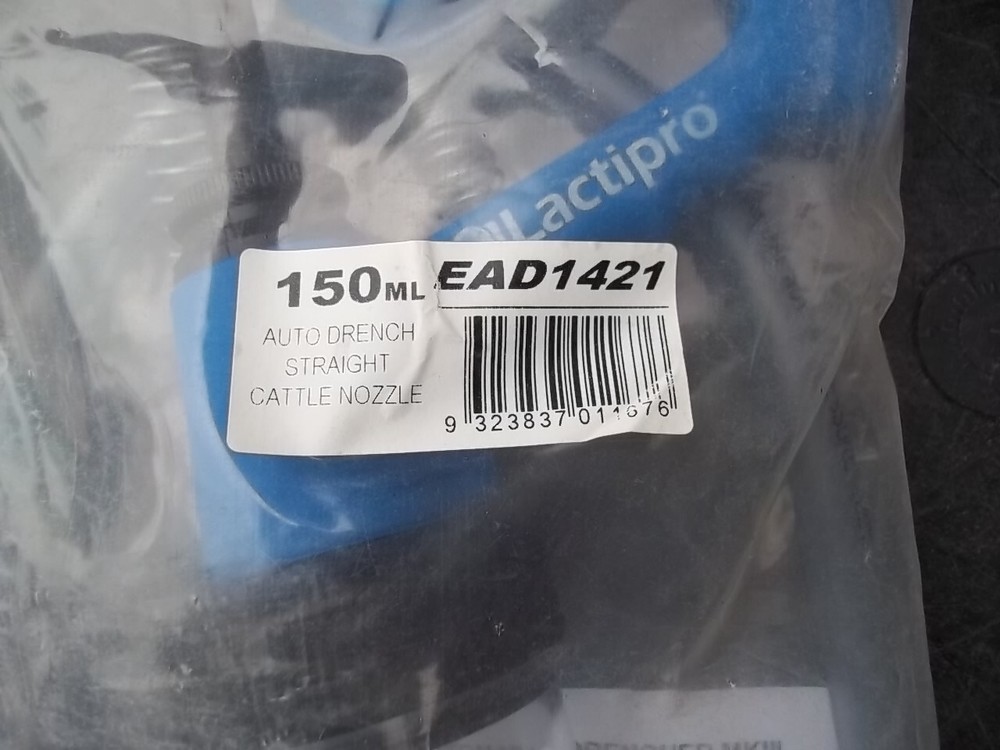 Lactipro
150ML EAD1421
AUTO DRENCH
STRAIGHT
CATTLE NOZZLE
9 323837 011676